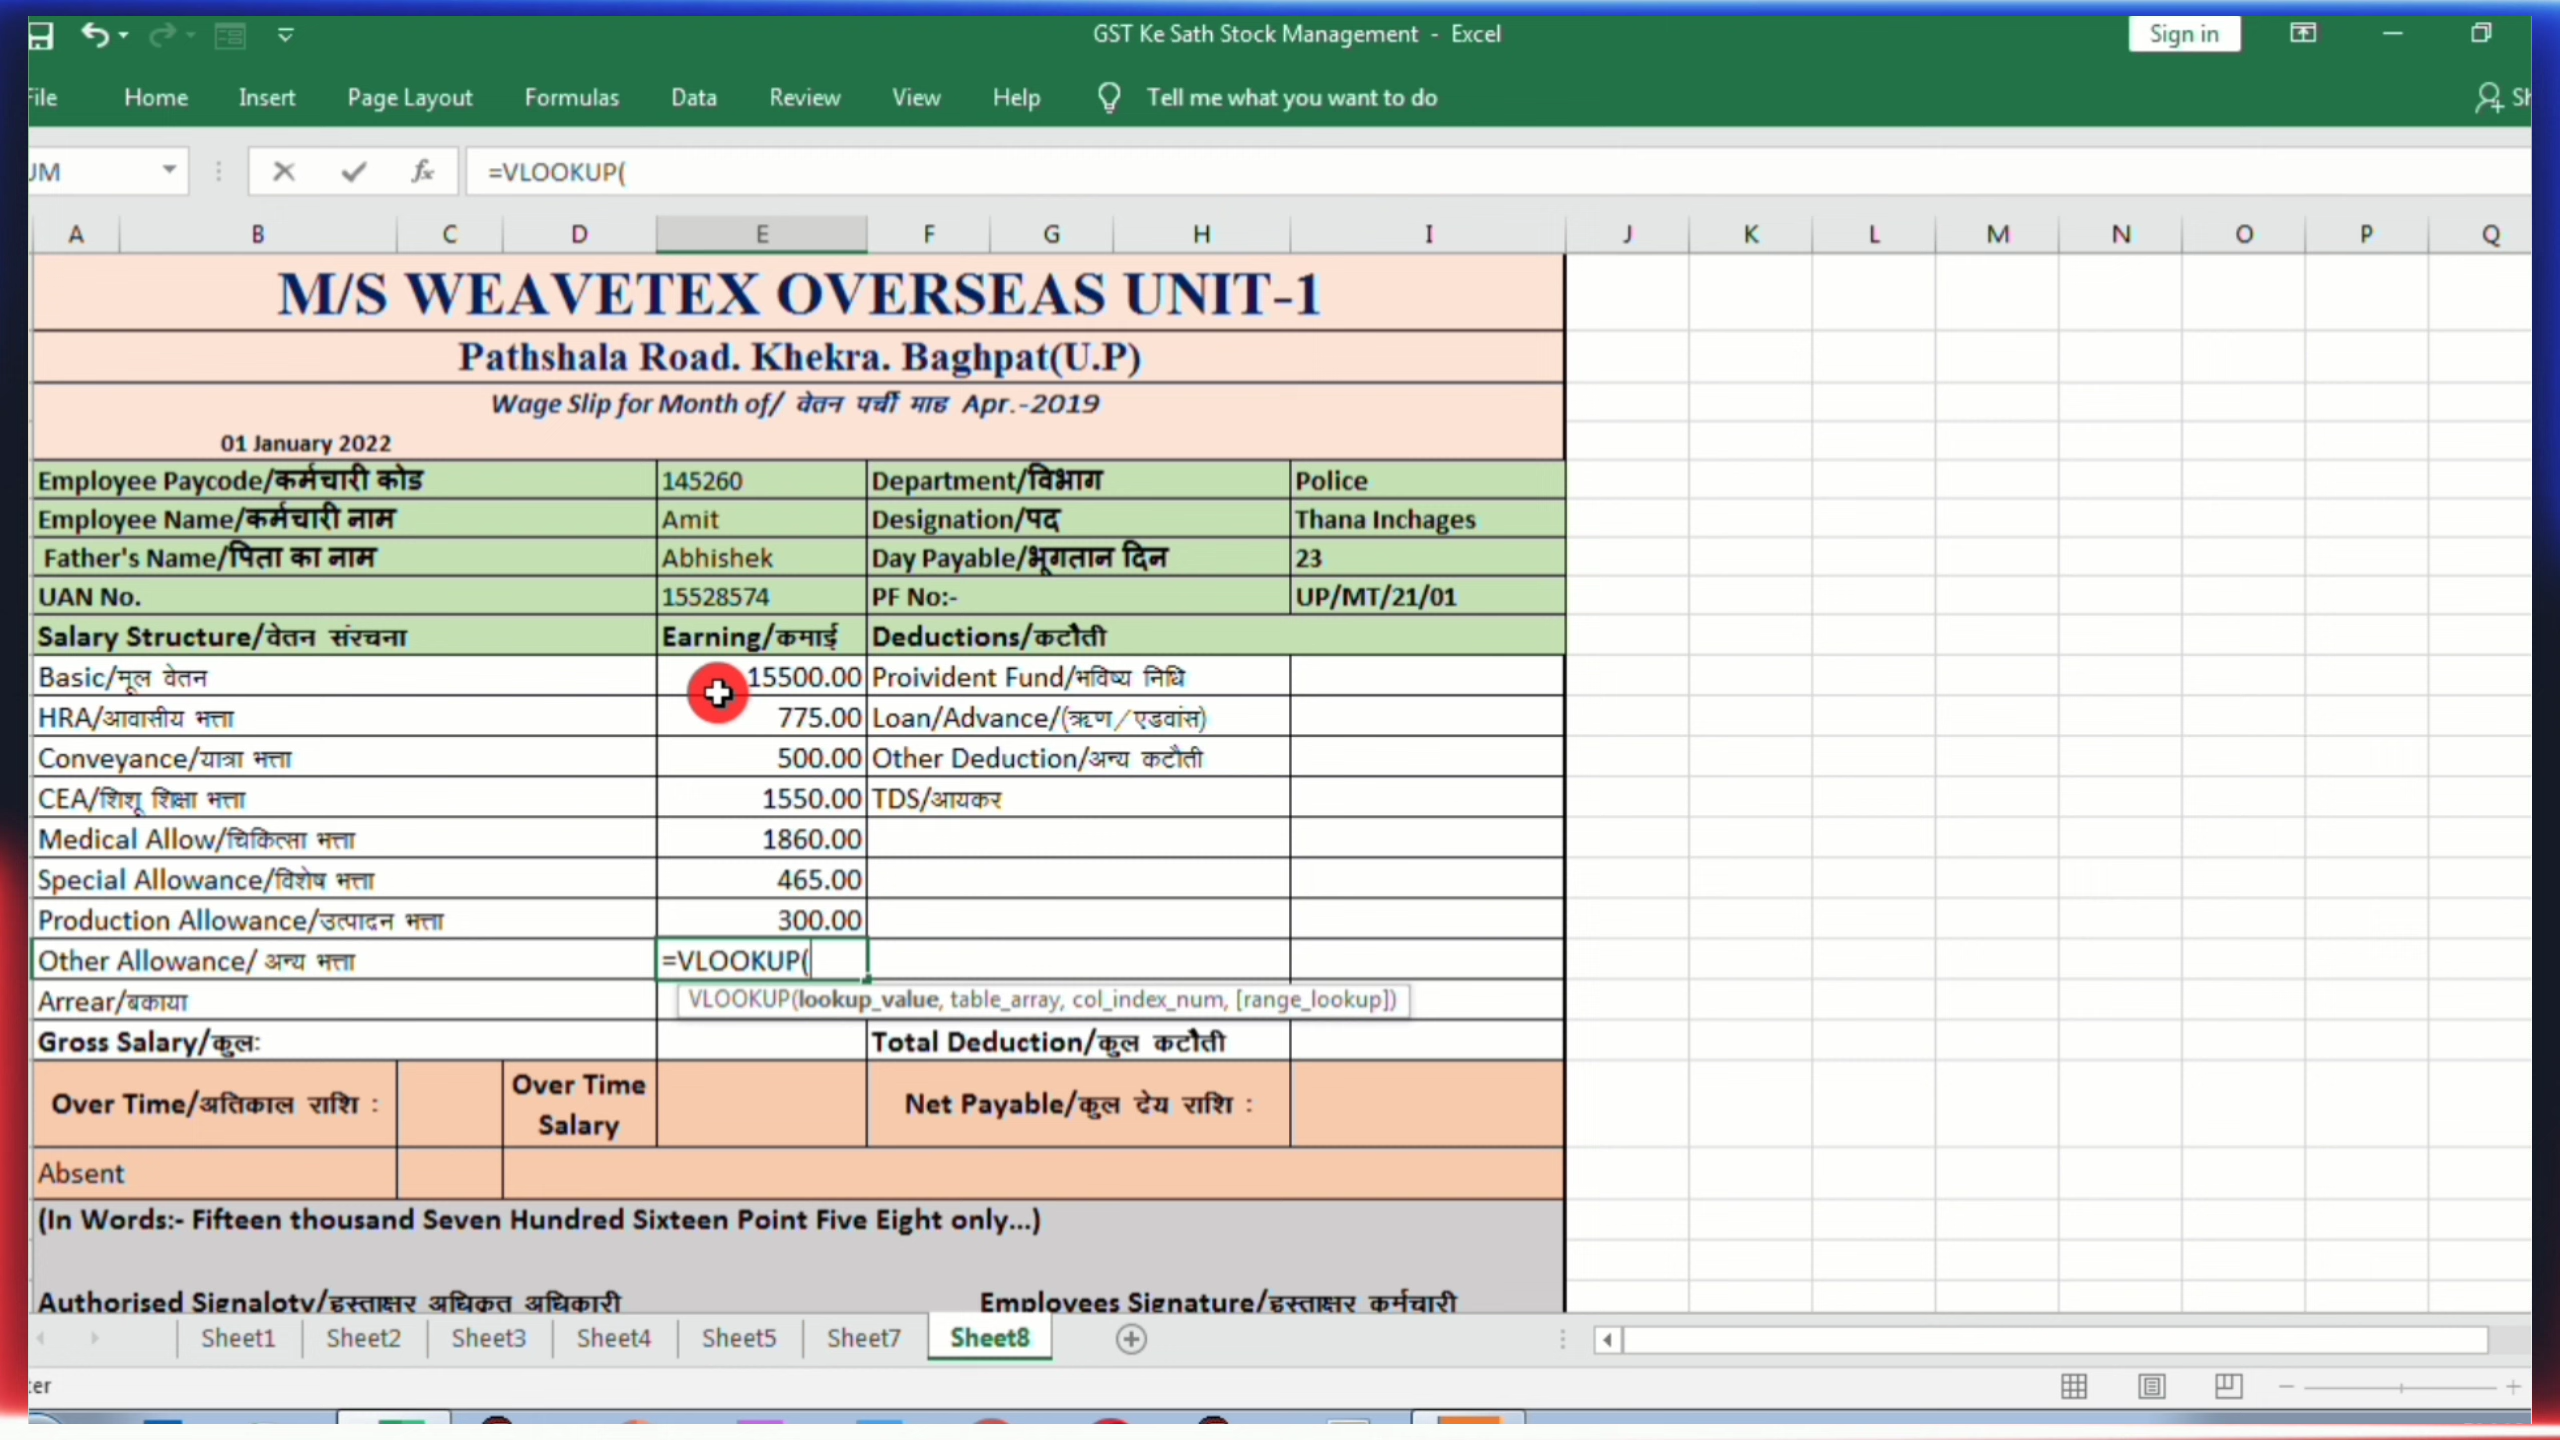 GST Ke Sath Stock Management - Excel
Sign in
File Home Insert Page Layout Formulas Data Review View Help Tell me what you want to do
=VLOOKUP(
A B C D E F G H I J K L M N O P Q
M/S WEAVETEX OVERSEAS UNIT-1
Pathshala Road. Khekra. Baghpat(U.P)
Wage Slip for Month of/ वेतन पर्ची माह Apr.-2019
01 January 2022
Employee Paycode/कर्मचारी कोड 145260 Department/विभाग Police
Employee Name/कर्मचारी नाम Amit Designation/पद Thana Inchages
Father's Name/पिता का नाम Abhishek Day Payable/भूगतान दिन 23
UAN No. 15528574 PF No:- UP/MT/21/01
Salary Structure/वेतन संरचना Earning/कमाई Deductions/कटौती
Basic/मूल वेतन 15500.00 Proivident Fund/भविष्य निधि
HRA/आवासीय भत्ता 775.00 Loan/Advance/(ऋण/एडवांस)
Conveyance/यात्रा भत्ता 500.00 Other Deduction/अन्य कटौती
CEA/शिशू शिक्षा भत्ता 1550.00 TDS/आयकर
Medical Allow/चिकित्सा भत्ता 1860.00
Special Allowance/विशेष भत्ता 465.00
Production Allowance/उत्पादन भत्ता 300.00
Other Allowance/ अन्य भत्ता =VLOOKUP(
Arrear/बकाया VLOOKUP(lookup_value, table_array, col_index_num, [range_lookup])
Gross Salary/कुल: Total Deduction/कुल कटौती
Over Time/अतिकाल राशि : Over Time Salary Net Payable/कुल देय राशि :
Absent
(In Words:- Fifteen thousand Seven Hundred Sixteen Point Five Eight only...)
Authorised Signaloty/हस्ताक्षर अधिकृत अधिकारी Employees Signature/हस्ताक्षर कर्मचारी
Sheet1 Sheet2 Sheet3 Sheet4 Sheet5 Sheet7 Sheet8